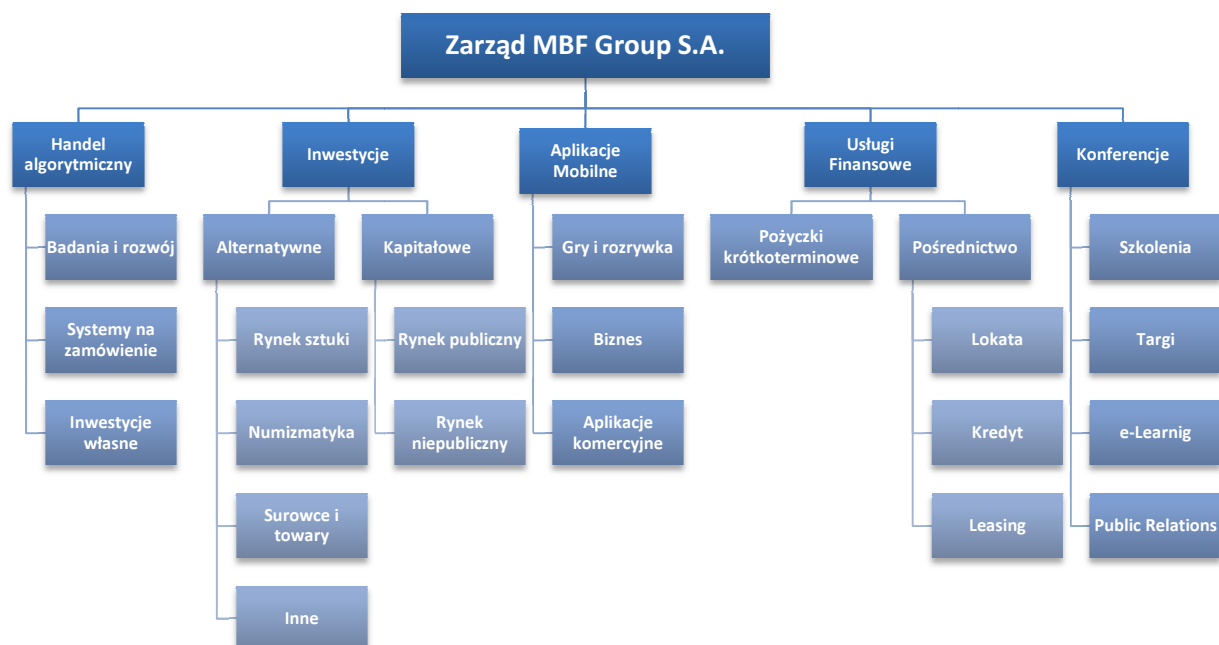 Zarząd MBF Group S.A.
Handel
algorytmiczny
Inwestycje
Aplikacje
Mobilne
Usługi
Finansowe
Konferencje
Badania i rozwój
Alternatywne
Kapitałowe
Gry i rozrywka
Pożyczki
krótkoterminowe
Pośrednictwo
Szkolenia
Systemy na
zamówienie
Rynek sztuki
Rynek publiczny
Biznes
Lokata
Targi
Inwestycje
własne
Numizmatyka
Rynek
niepubliczny
Aplikacje
komercyjne
Kredyt
e-Learnig
Surowce i
towary
Leasing
Public Relations
Inne